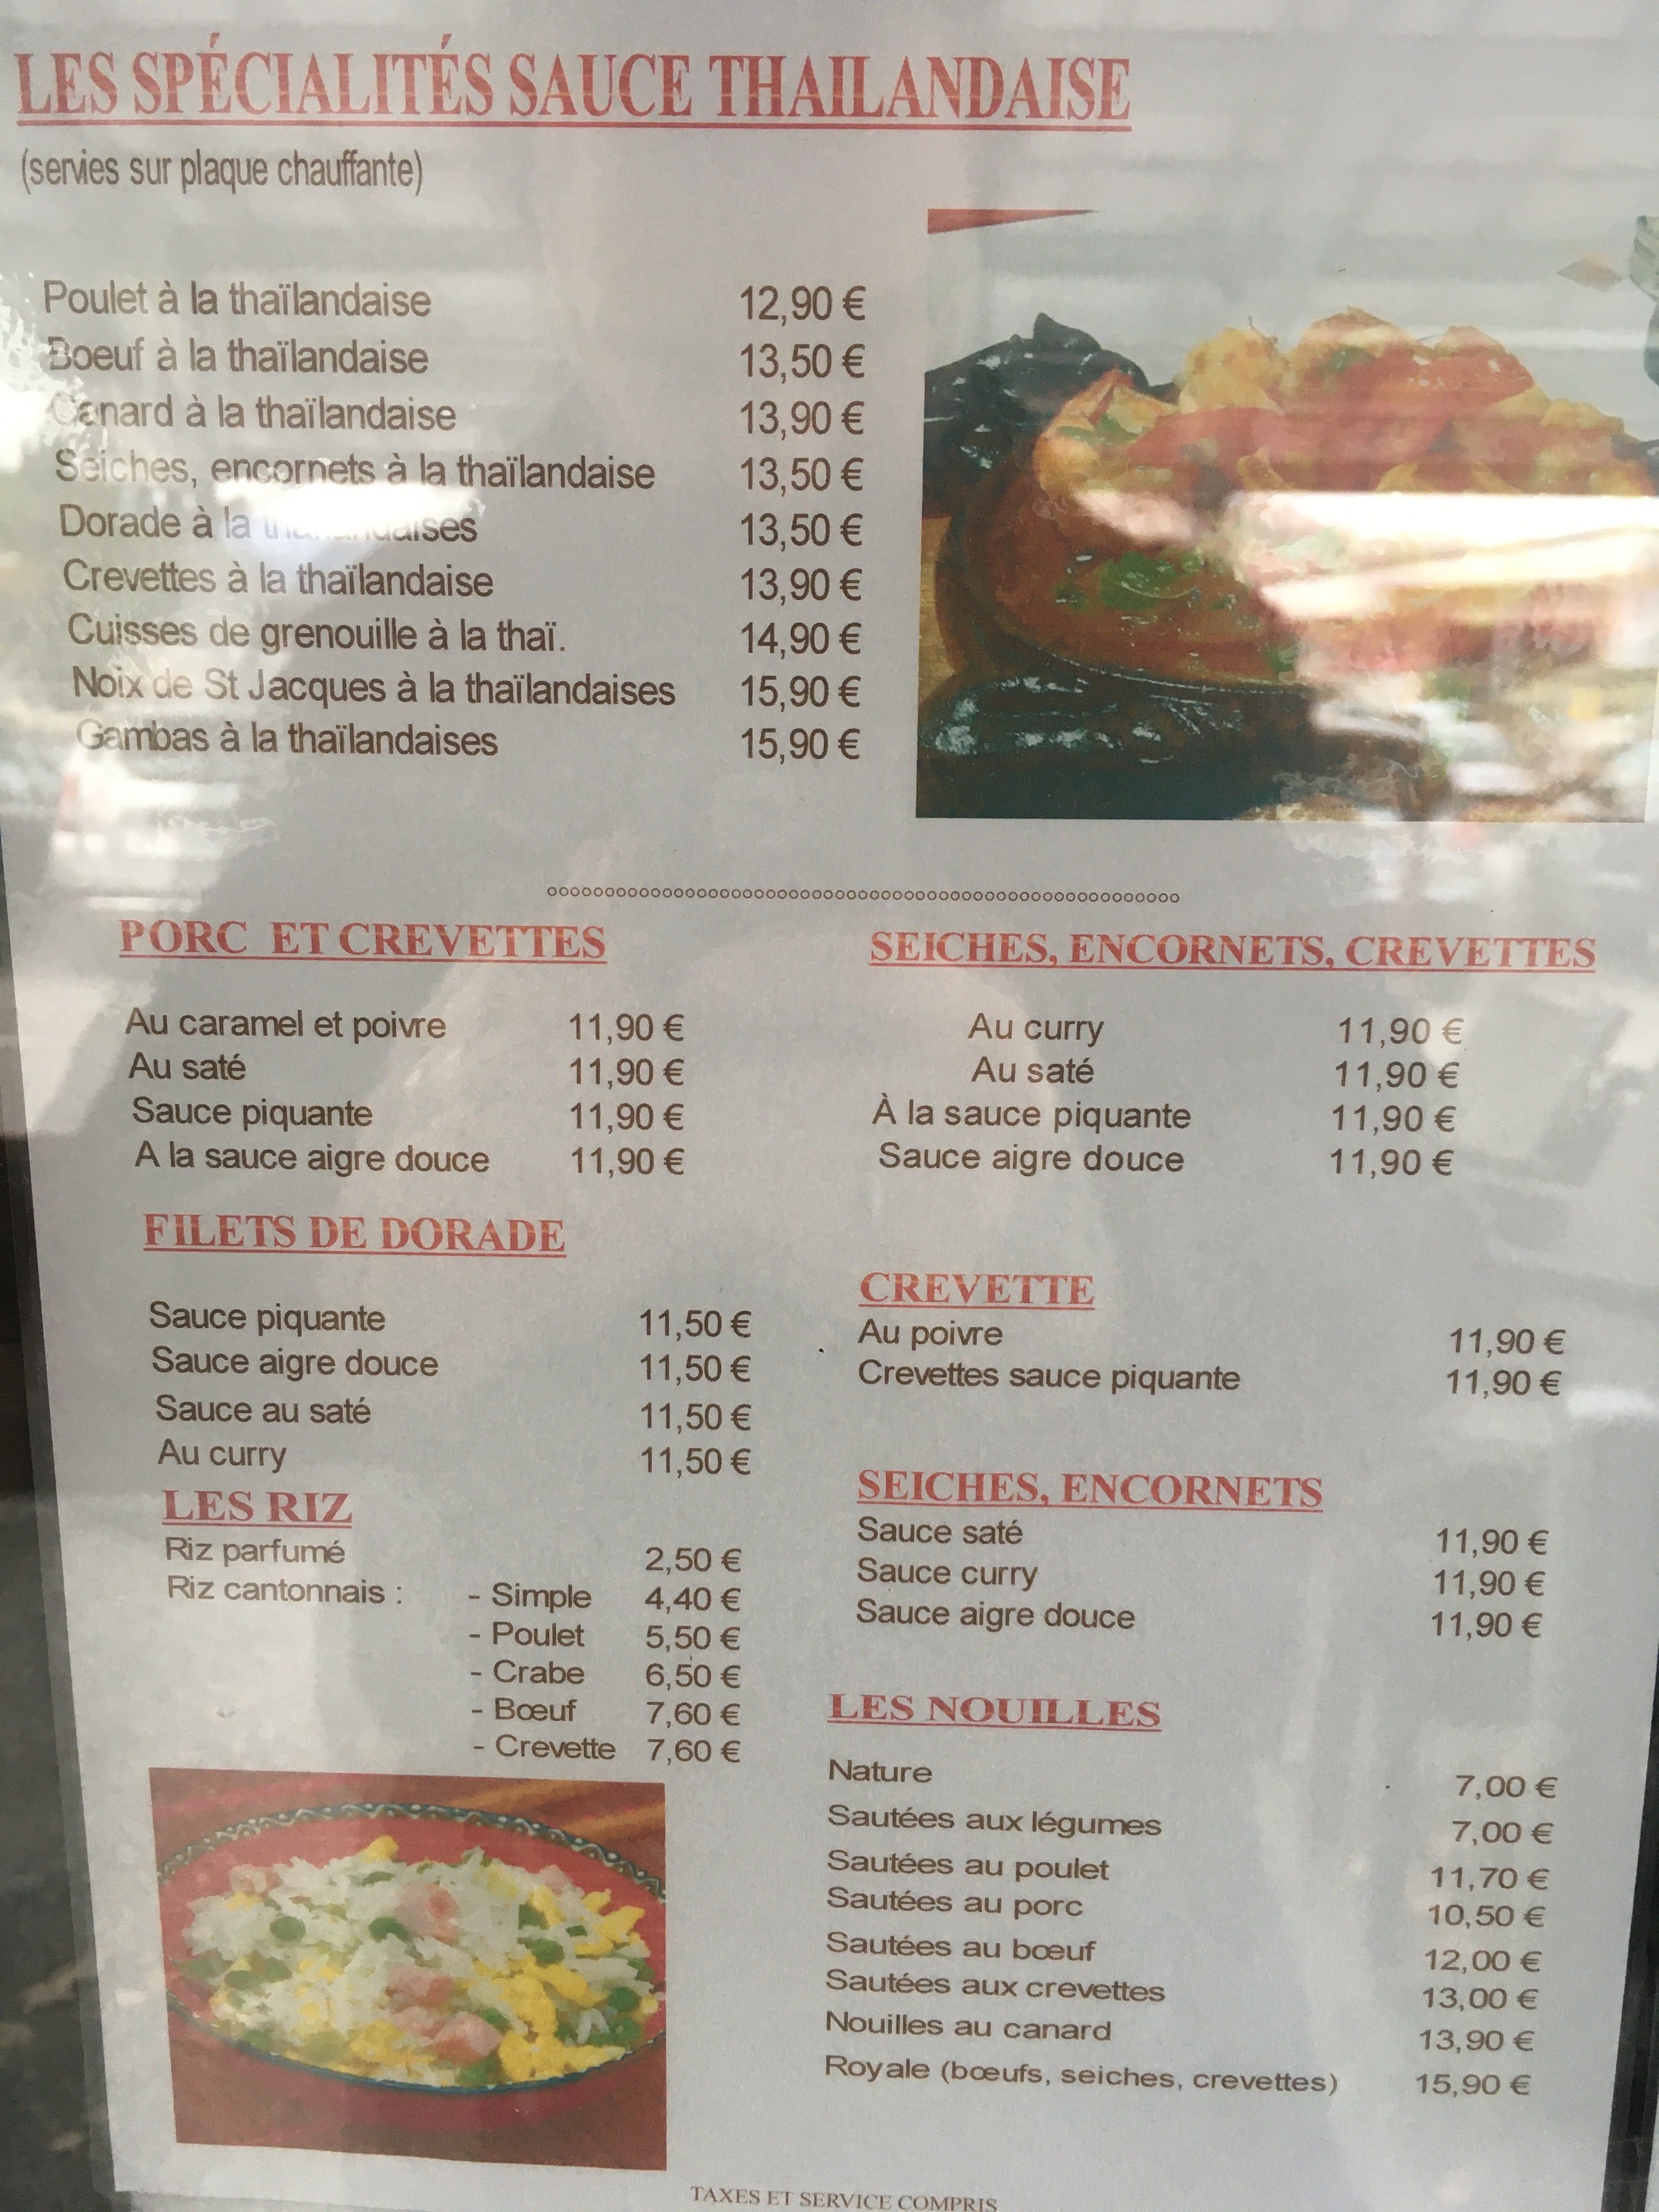 LES SPÉCIALITÉS SAUCE THAILANDAISE
(servies sur plaque chauffante)
Poulet à la thaïlandaise 12,90 €
Boeuf à la thaïlandaise 13,50 €
Canard à la thaïlandaise 13,90 €
Seiches, encornets à la thaïlandaise 13,50 €
Dorade à la 13,50 €
Crevettes à la thaïlandaise 13,90 €
Cuisses de grenouille à la thaï. 14,90 €
Noix de St Jacques à la thaïlandaises 15,90 €
Gambas à la thaïlandaises 15,90 €
PORC ET CREVETTES
Au caramel et poivre 11,90 €
Au saté 11,90 €
Sauce piquante 11,90 €
A la sauce aigre douce 11,90 €
FILETS DE DORADE
Sauce piquante 11,50 €
Sauce aigre douce 11,50 €
Sauce au saté 11,50 €
Au curry 11,50 €
LES RIZ
Riz parfumé 2,50 €
Riz cantonnais : - Simple 4,40 €
- Poulet 5,50 €
- Crabe 6,50 €
- Bœuf 7,60 €
- Crevette 7,60 €
SEICHES, ENCORNETS, CREVETTES
Au curry 11,90 €
Au saté 11,90 €
À la sauce piquante 11,90 €
Sauce aigre douce 11,90 €
CREVETTE
Au poivre 11,90 €
Crevettes sauce piquante 11,90 €
SEICHES, ENCORNETS
Sauce saté 11,90 €
Sauce curry 11,90 €
Sauce aigre douce 11,90 €
LES NOUILLES
Nature 7,00 €
Sautées aux légumes 7,00 €
Sautées au poulet 11,70 €
Sautées au porc 10,50 €
Sautées au bœuf 12,00 €
Sautées aux crevettes 13,00 €
Nouilles au canard 13,90 €
Royale (bœufs, seiches, crevettes) 15,90 €
TAXES ET SERVICE COMPRIS